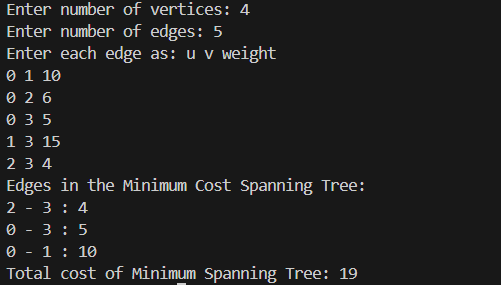 Enter number of vertices: 4
Enter number of edges: 5
Enter each edge as: u v weight
0 1 10
0 2 6
0 3 5
1 3 15
2 3 4
Edges in the Minimum Cost Spanning Tree:
2 - 3 : 4
0 - 3 : 5
0 - 1 : 10
Total cost of Minimum Spanning Tree: 19